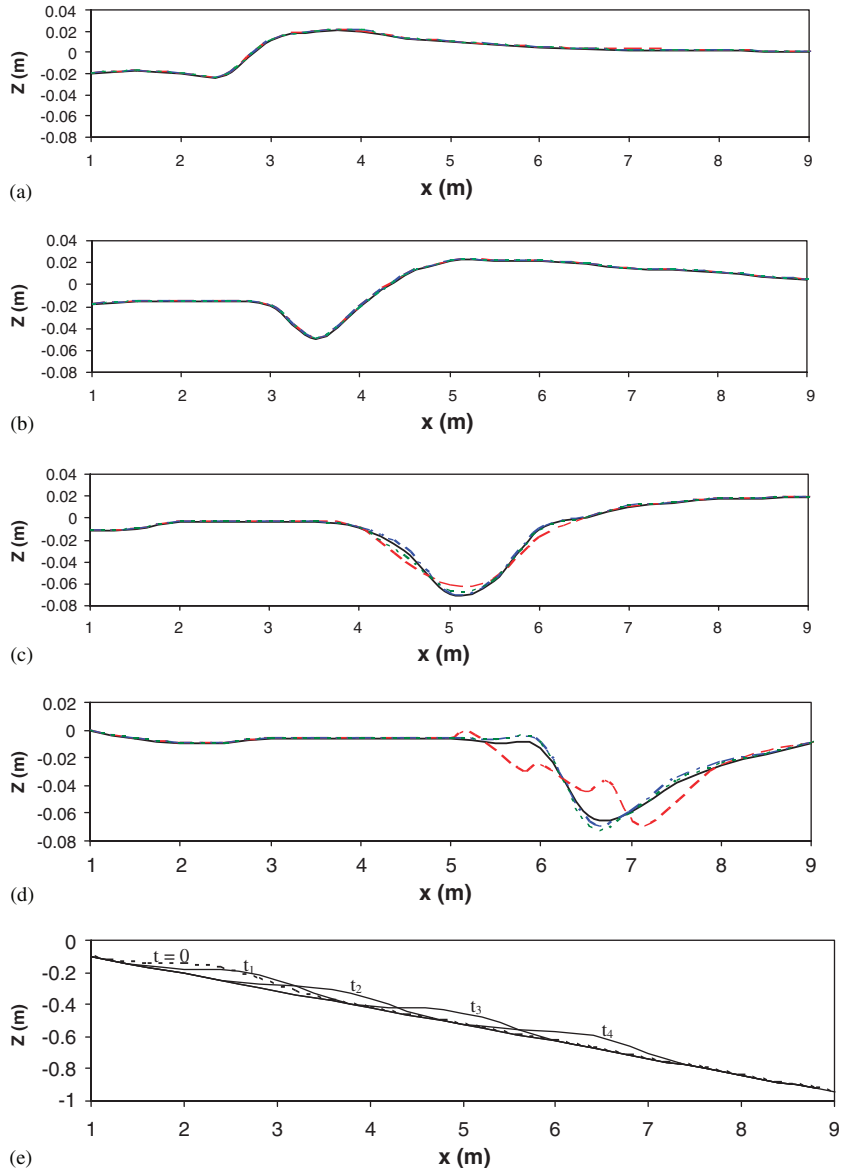 0.04
0.02
0
-0.02
-0.04
-0.06
-0.08
Z (m)
1 2 3 4 5 6 7 8 9
x (m)
(a)
0.04
0.02
0
-0.02
-0.04
-0.06
-0.08
Z (m)
1 2 3 4 5 6 7 8 9
x (m)
(b)
0.04
0.02
0
-0.02
-0.04
-0.06
-0.08
Z (m)
1 2 3 4 5 6 7 8 9
x (m)
(c)
0.02
0
-0.02
-0.04
-0.06
-0.08
Z (m)
1 2 3 4 5 6 7 8 9
x (m)
(d)
0
-0.2
-0.4
-0.6
-0.8
-1
Z (m)
t = 0
t1
t2
t3
t4
1 2 3 4 5 6 7 8 9
x (m)
(e)